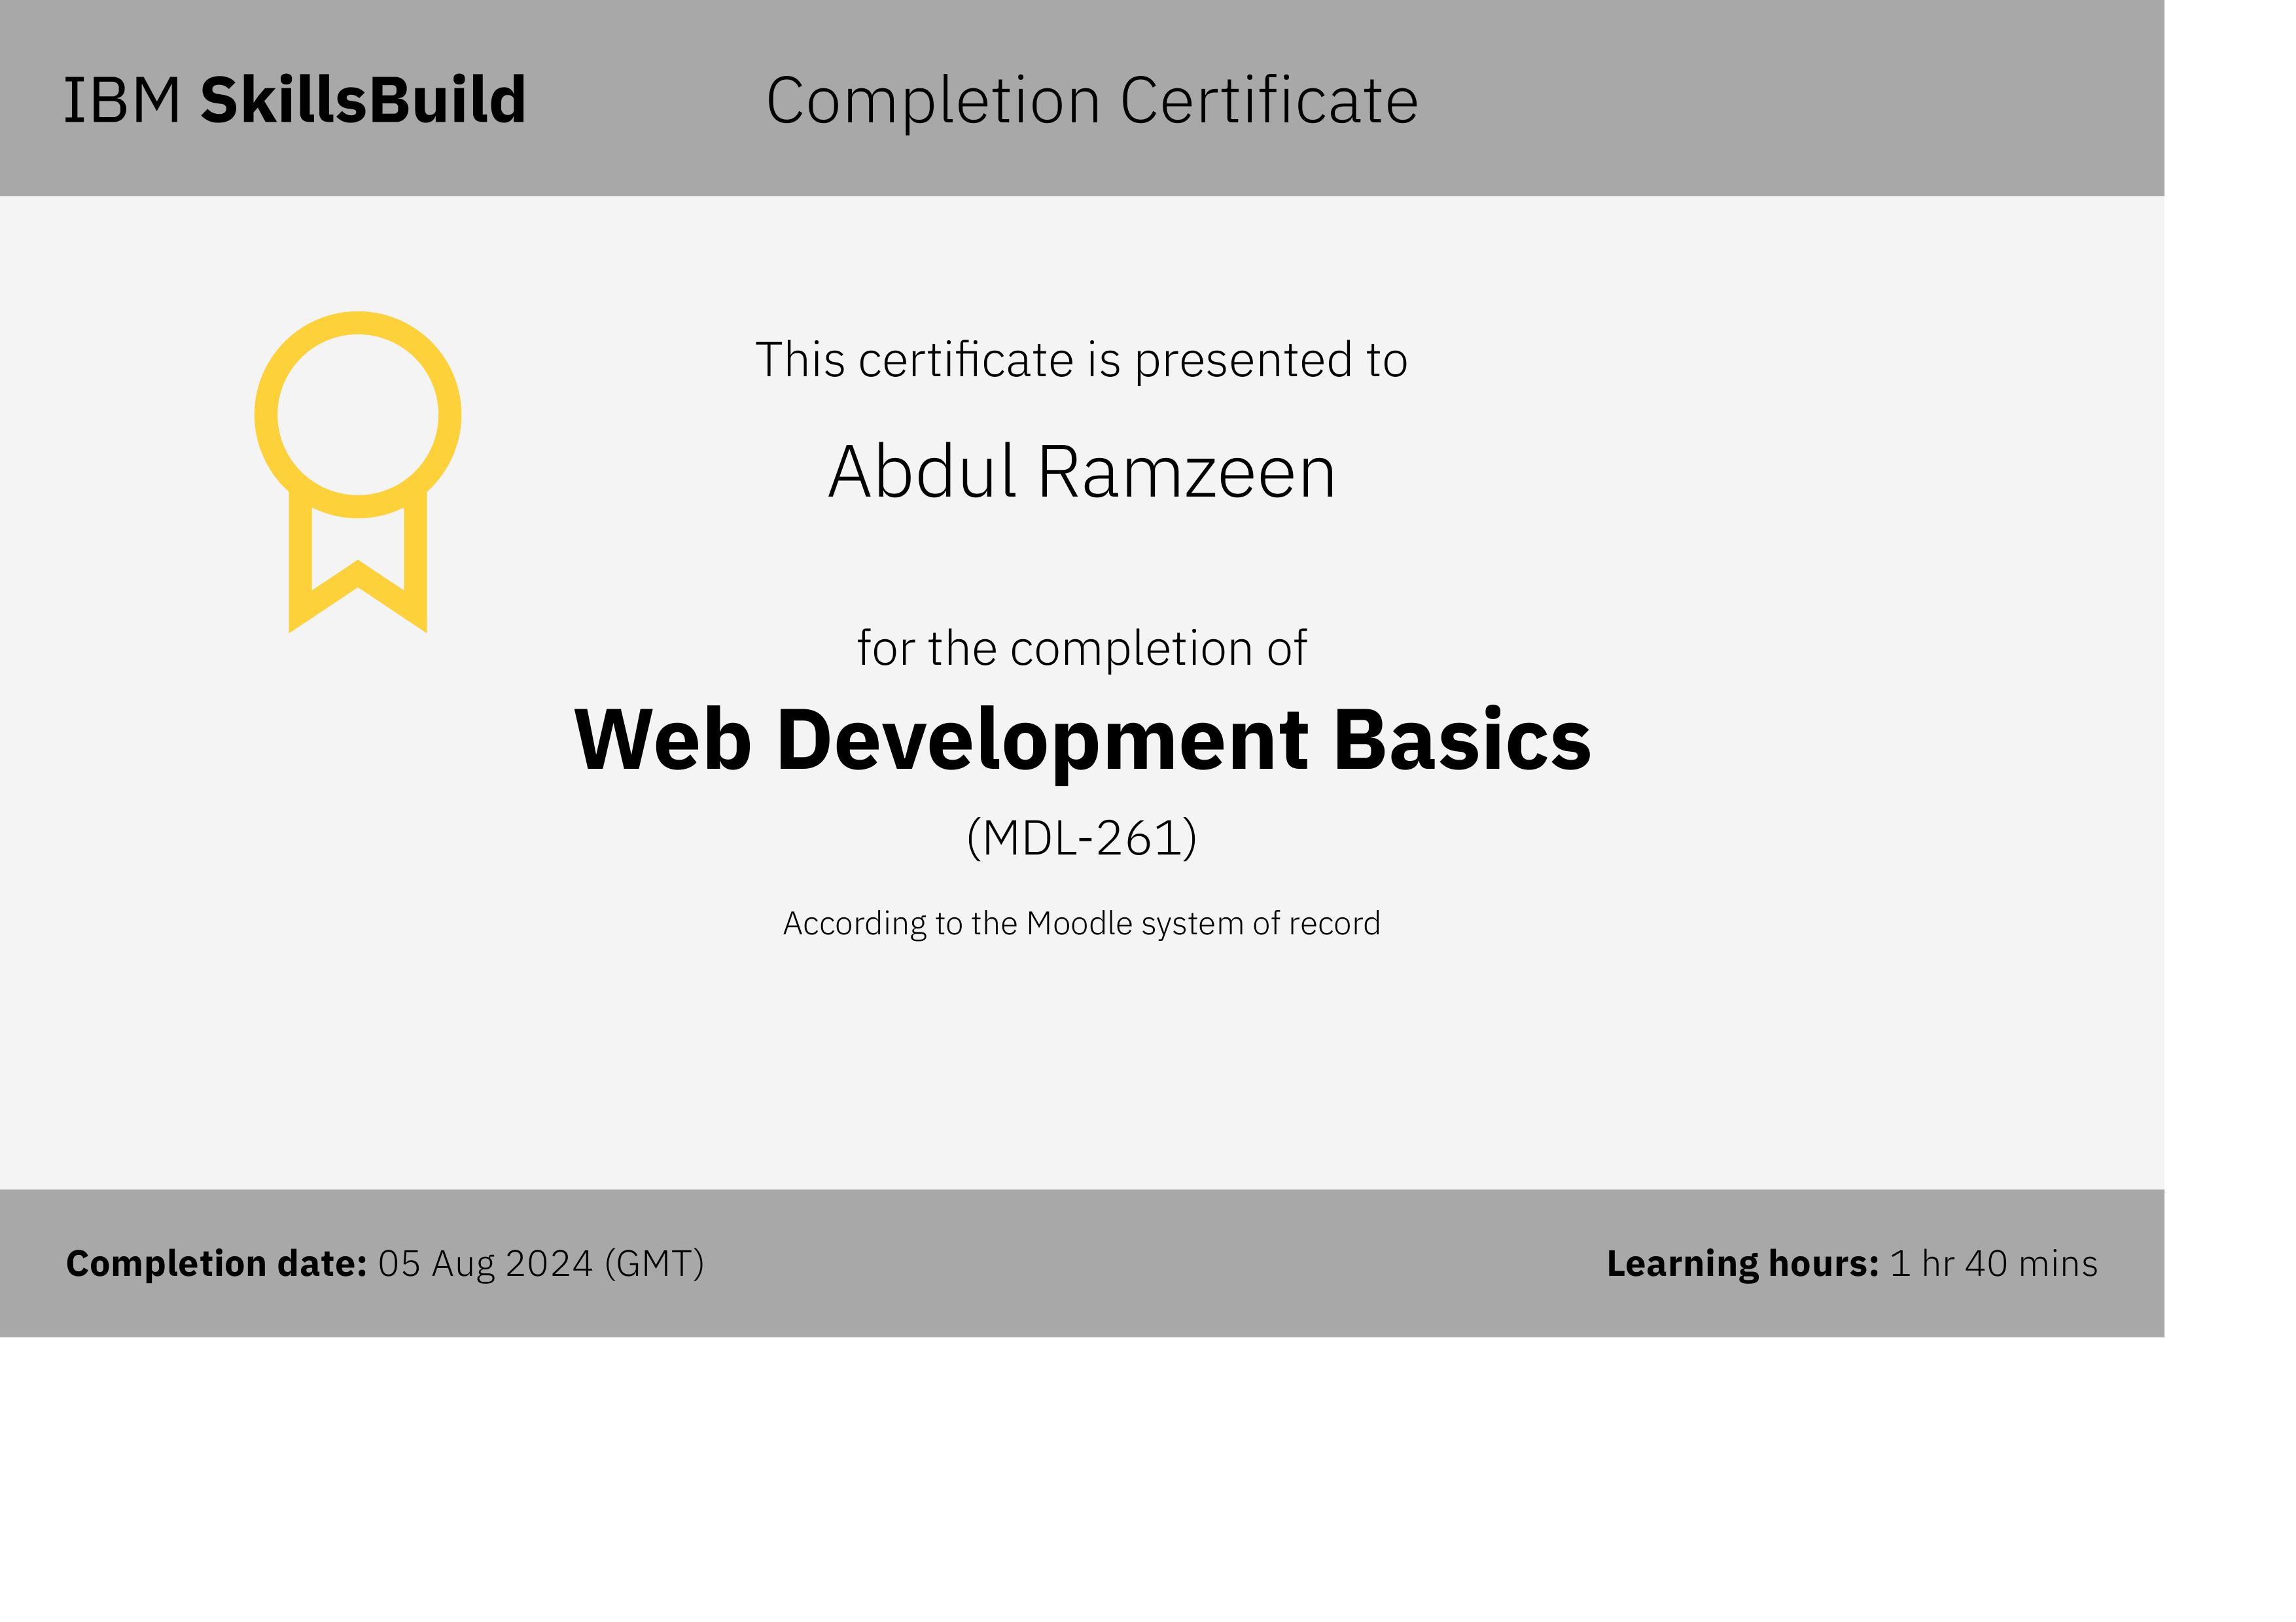 IBM SkillsBuild
Completion Certificate
This certificate is presented to
Abdul Ramzeen
for the completion of
Web Development Basics
(MDL-261)
According to the Moodle system of record
Completion date: 05 Aug 2024 (GMT)
Learning hours: 1 hr 40 mins